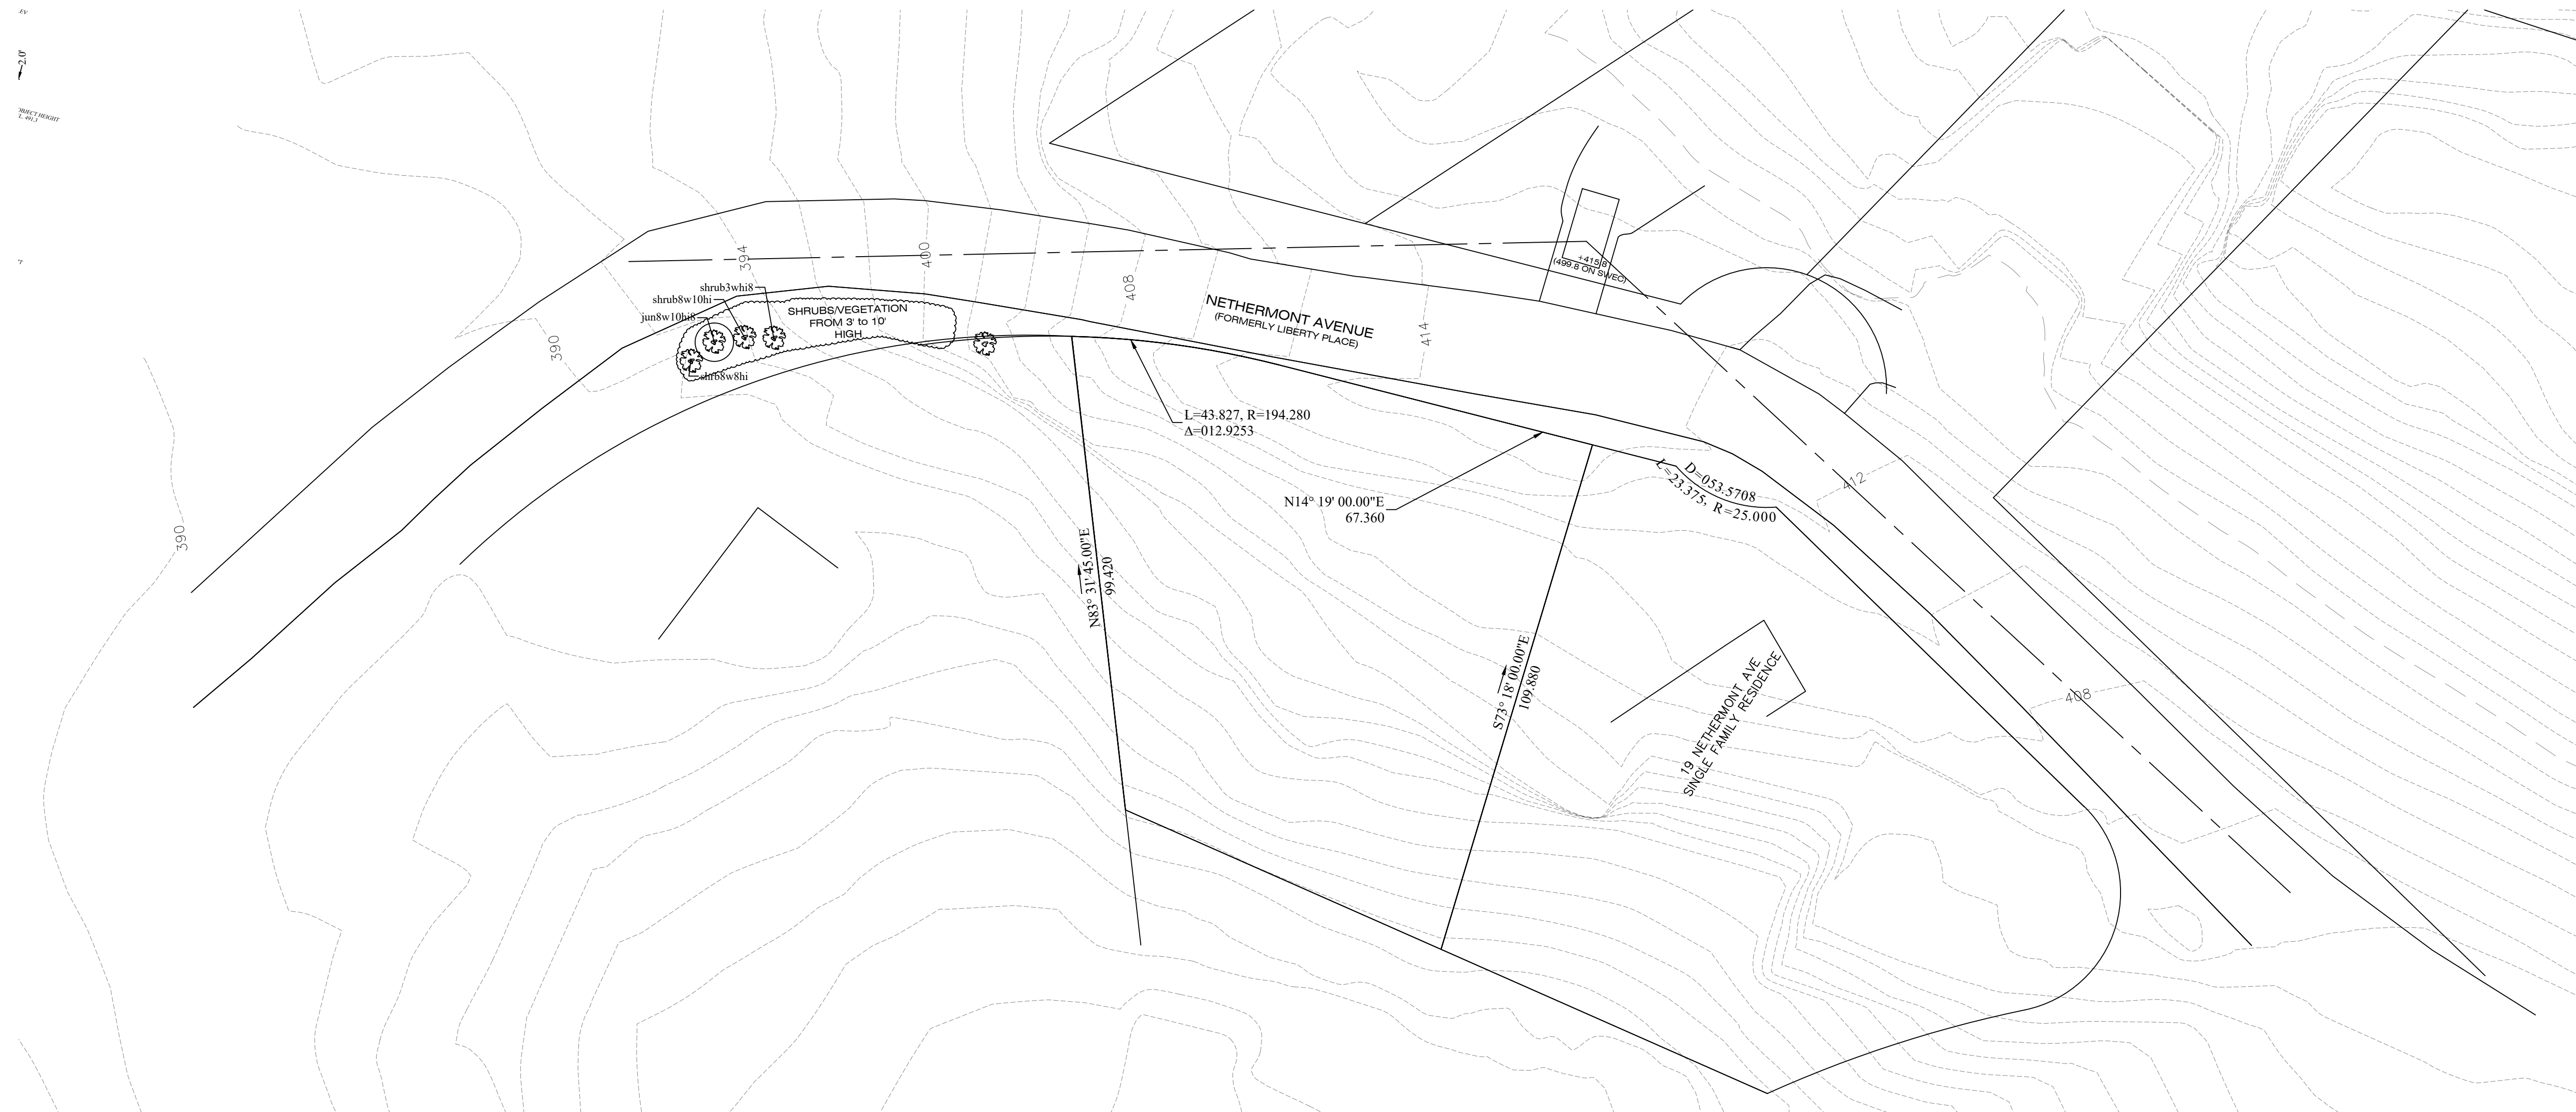 2.0'
394
400
408
shrub3whi8
shrub8w10hi
jun8w10hi8
shrb8w8hi
SHRUBS/VEGETATION
FROM 3' to 10'
HIGH
+415.8
(499.8 ON SWEC)
NETHERMONT AVENUE
(FORMERLY LIBERTY PLACE)
414
390
L=43.827, R=194.280
Δ=012.9253
N14° 19' 00.00"E
67.360
D=053.5708
L=23.375, R=25.000
412
390
N83° 31' 45.00"E
99.420
S73° 18' 00.00"E
109.880
19 NETHERMONT AVE
SINGLE FAMILY RESIDENCE
408